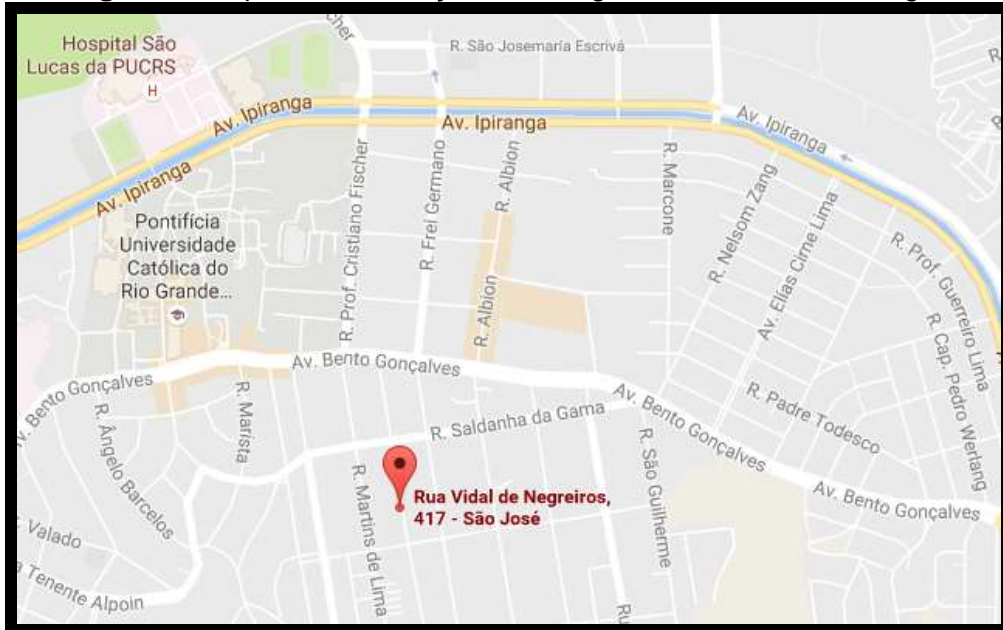 Hospital São
Lucas da PUCRS
H
R. São Josemaría Escrivá
Av. Ipiranga
Av. Ipiranga
Av. Ipiranga
Av. Ipiranga
Pontifícia
Universidade
Católica do
Rio Grande...
R. Prof. Cristiano Fischer
R. Frei Germano
R. Albion
R. Albion
R. Marcone
R. Nelsom Zang
Av. Elías Cirne Lima
R. Prof. Guerreiro Lima
R. Cap. Pedro Werlang
Av. Bento Gonçalves
Av. Bento Gonçalves
Av. Bento Gonçalves
R. Padre Todesco
R. Marista
R. Ângelo Barcelos
R. Saldanha da Gama
R. São Guilherme
R. Martins de Lima
Rua Vidal de Negreiros,
417 - São José
Av. Bento Gonçalves
Valado
Tenente Alpoin